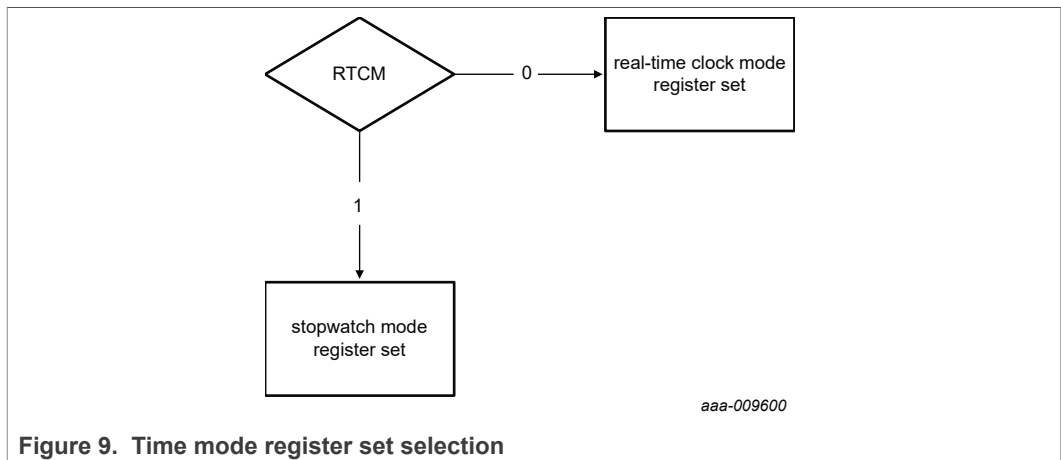 RTCM
0
real-time clock mode
register set
1
stopwatch mode
register set
aaa-009600
Figure 9. Time mode register set selection